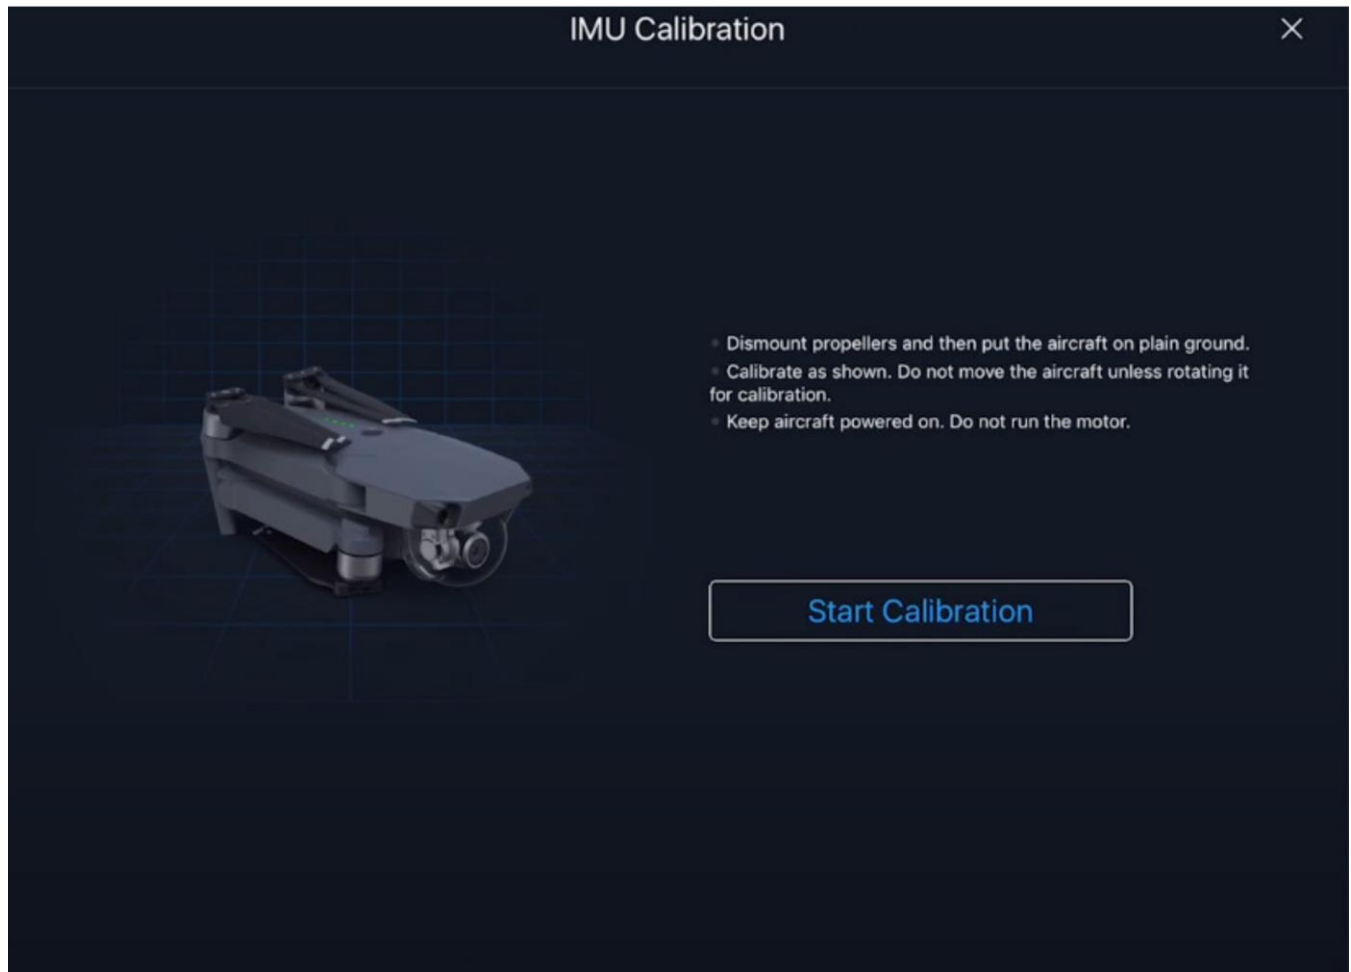 IMU Calibration
Dismount propellers and then put the aircraft on plain ground.
Calibrate as shown. Do not move the aircraft unless rotating it
for calibration.
Keep aircraft powered on. Do not run the motor.
Start Calibration